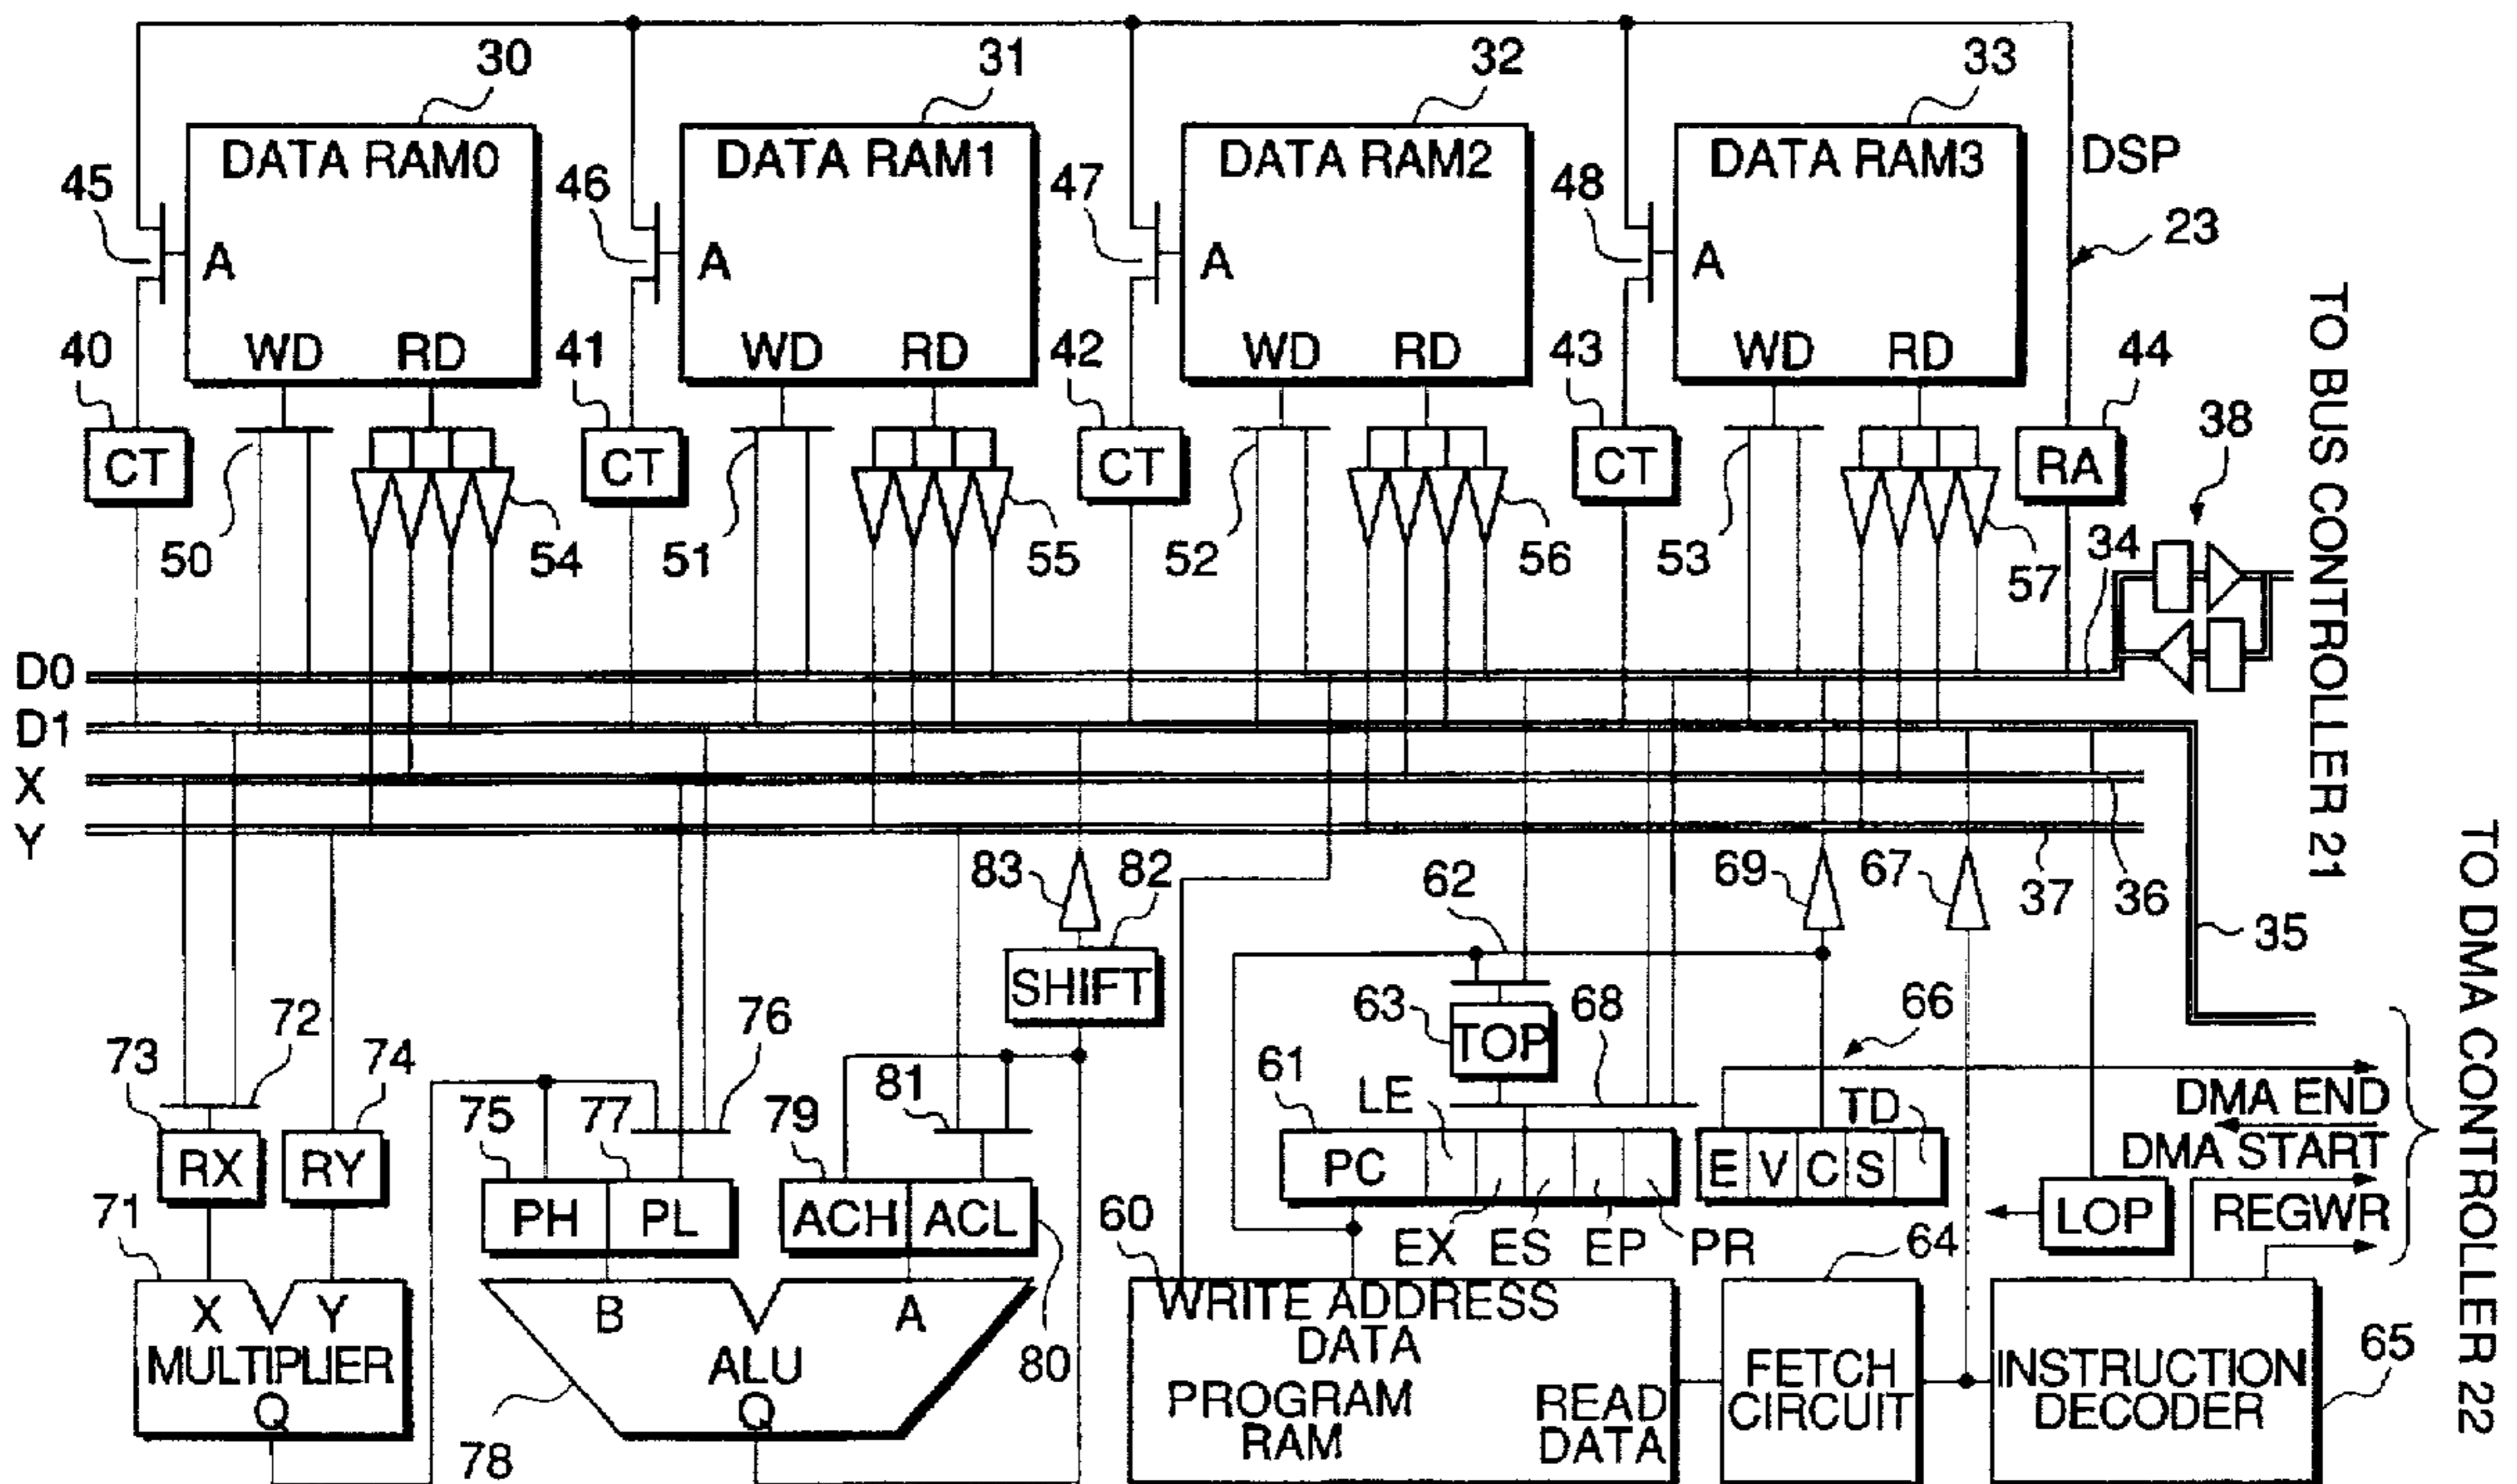 30 31 32 33
DATA RAM0 DATA RAM1 DATA RAM2 DATA RAM3 DSP
45 46 47 48
23
A A A A
WD RD WD RD WD RD WD RD
40 41 42 43 44
38
CT CT CT CT RA
34
50 54 51 55 52 56 53 57
TO BUS CONTROLLER 21
D0
D1
X
Y
83 82 62 69 67 37 36
35
SHIFT
63 TOP 68
66
72 76
73 74 75 77 79 81 61 LE TD
DMA END
DMA START
RX RY PC E V C S
PH PL ACH ACL
LOP REGWR
71 60 EX ES EP PR 64
TO DMA CONTROLLER 22
X Y B A WRITE ADDRESS
DATA
MULTIPLIER ALU 80 FETCH INSTRUCTION 65
PROGRAM READ CIRCUIT DECODER
Q Q RAM DATA
78